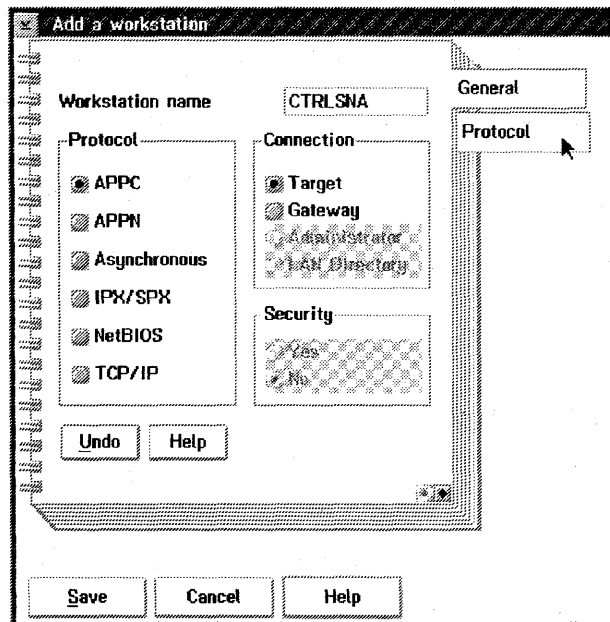 Add a workstation
General
Workstation name CTRLSNA
Protocol
Protocol
Connection
APPC
Target
APPN
Gateway
Administrator
Asynchronous
LAN Directory
IPX/SPX
Security
NetBIOS
Yes
TCP/IP
No
Undo Help
Save Cancel Help